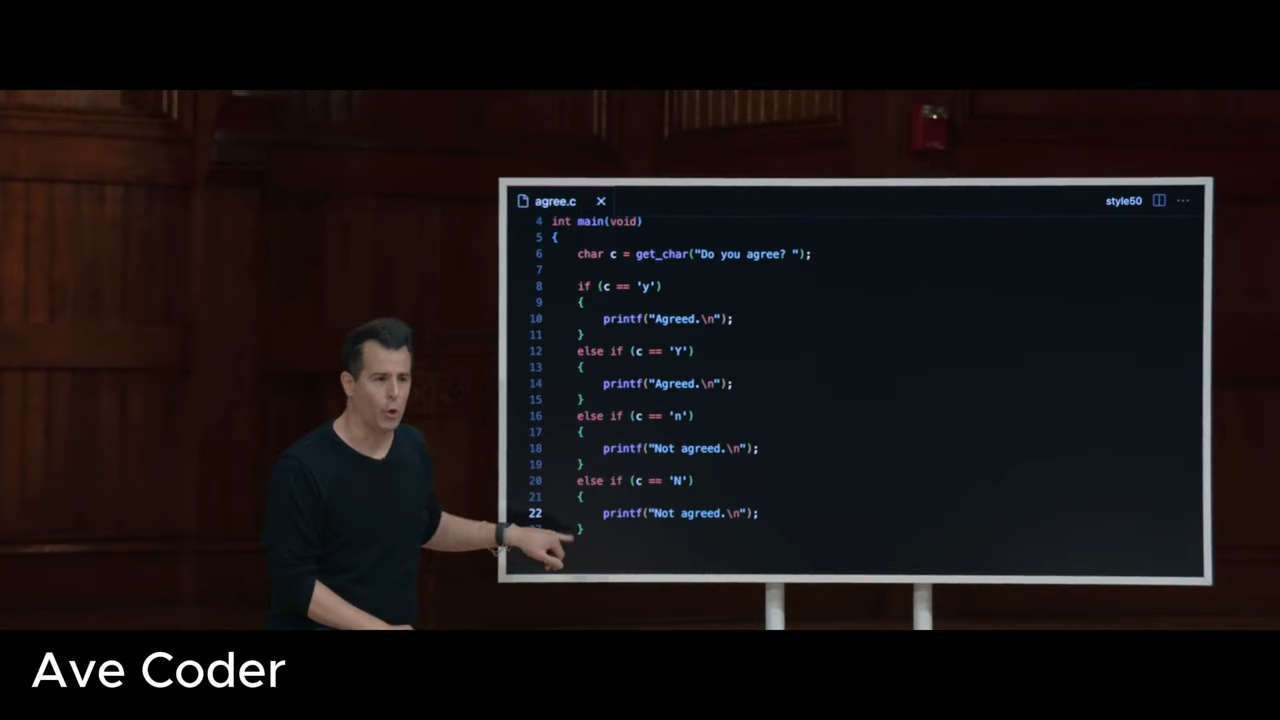 agree.c
style50
4 int main(void)
5 {
6 char c = get_char("Do you agree? ");
7
8 if (c == 'y')
9 {
10 printf("Agreed.\n");
11 }
12 else if (c == 'Y')
13 {
14 printf("Agreed.\n");
15 }
16 else if (c == 'n')
17 {
18 printf("Not agreed.\n");
19 }
20 else if (c == 'N')
21 {
22 printf("Not agreed.\n");
}
Ave Coder